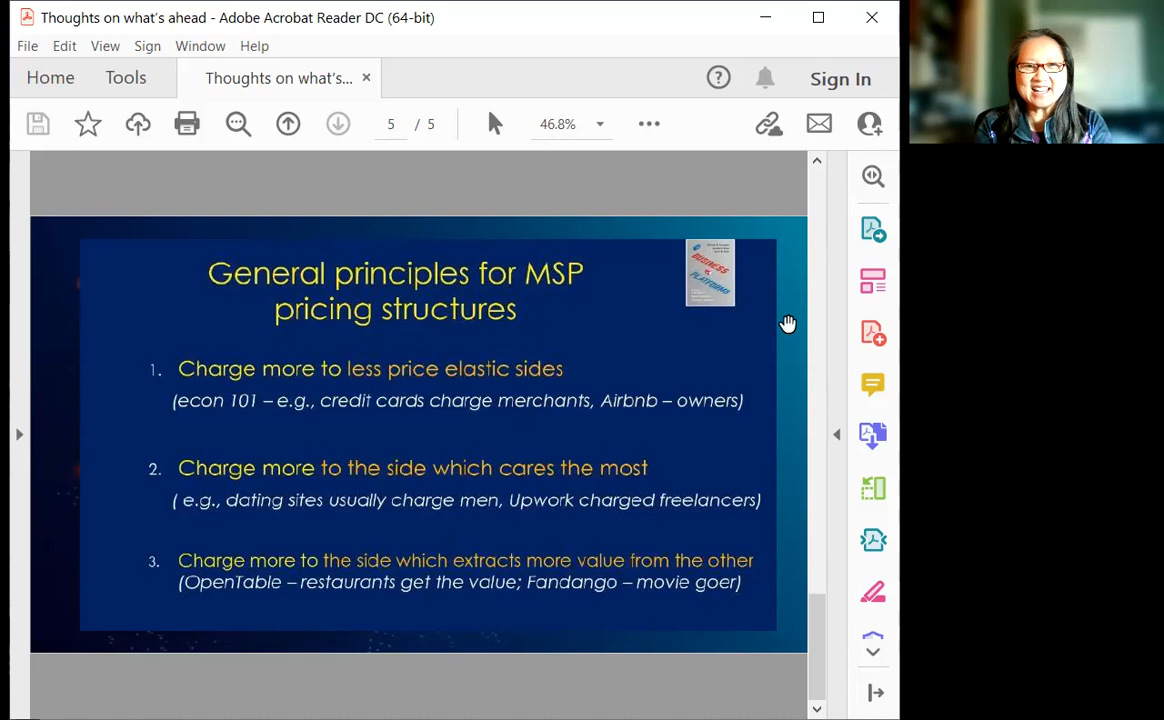 Thoughts on what's ahead - Adobe Acrobat Reader DC (64-bit)
File Edit View Sign Window Help
Home Tools Thoughts on what's... × Sign In
5 / 5 46.8%
General principles for MSP
pricing structures
BUSINESS
PLATFORMS
1. Charge more to less price elastic sides
(econ 101 – e.g., credit cards charge merchants, Airbnb – owners)
2. Charge more to the side which cares the most
( e.g., dating sites usually charge men, Upwork charged freelancers)
3. Charge more to the side which extracts more value from the other
(OpenTable – restaurants get the value; Fandango – movie goer)